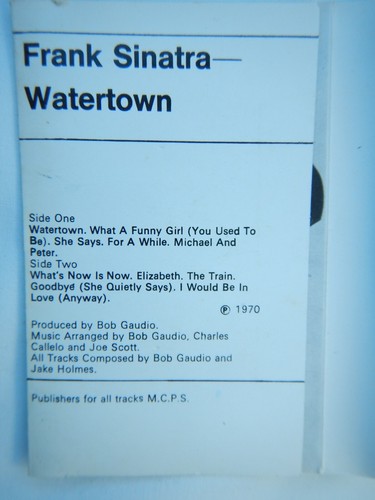 Frank Sinatra—
Watertown
Side One
Watertown. What A Funny Girl (You Used To
Be). She Says. For A While. Michael And
Peter.
Side Two
What's Now Is Now. Elizabeth. The Train.
Goodbye (She Quietly Says). I Would Be In
Love (Anyway).
℗ 1970
Produced by Bob Gaudio.
Music Arranged by Bob Gaudio, Charles
Callelo and Joe Scott.
All Tracks Composed by Bob Gaudio and
Jake Holmes.
Publishers for all tracks M.C.P.S.